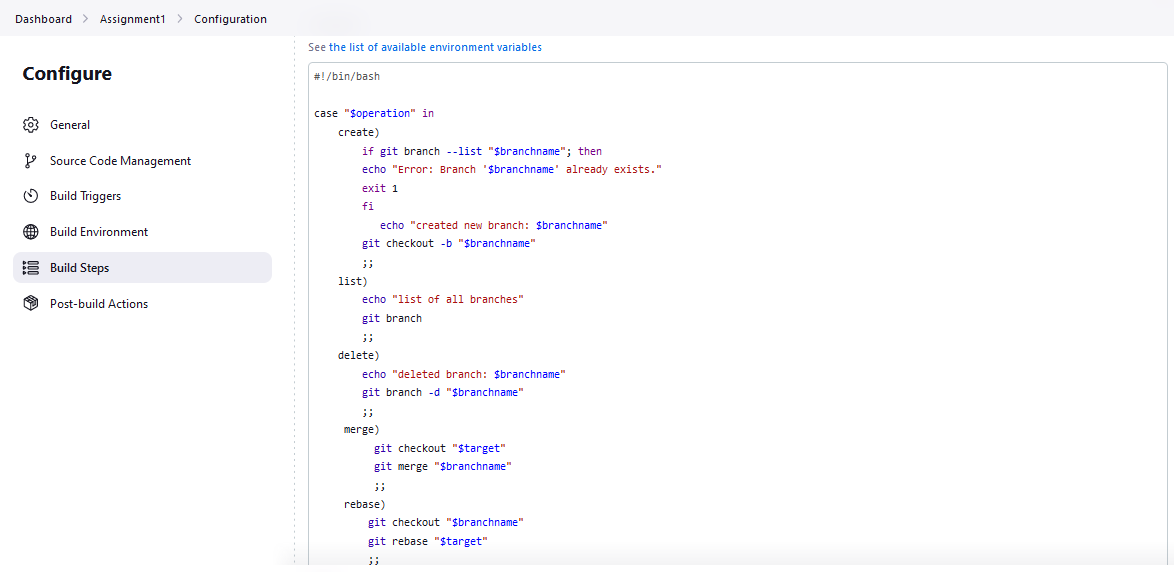 Dashboard > Assignment1 > Configuration
Configure
General
Source Code Management
Build Triggers
Build Environment
Build Steps
Post-build Actions
See the list of available environment variables
#!/bin/bash
case "$operation" in
create)
if git branch --list "$branchname"; then
echo "Error: Branch '$branchname' already exists."
exit 1
fi
echo "created new branch: $branchname"
git checkout -b "$branchname"
;;
list)
echo "list of all branches"
git branch
;;
delete)
echo "deleted branch: $branchname"
git branch -d "$branchname"
;;
merge)
git checkout "$target"
git merge "$branchname"
;;
rebase)
git checkout "$branchname"
git rebase "$target"
;;